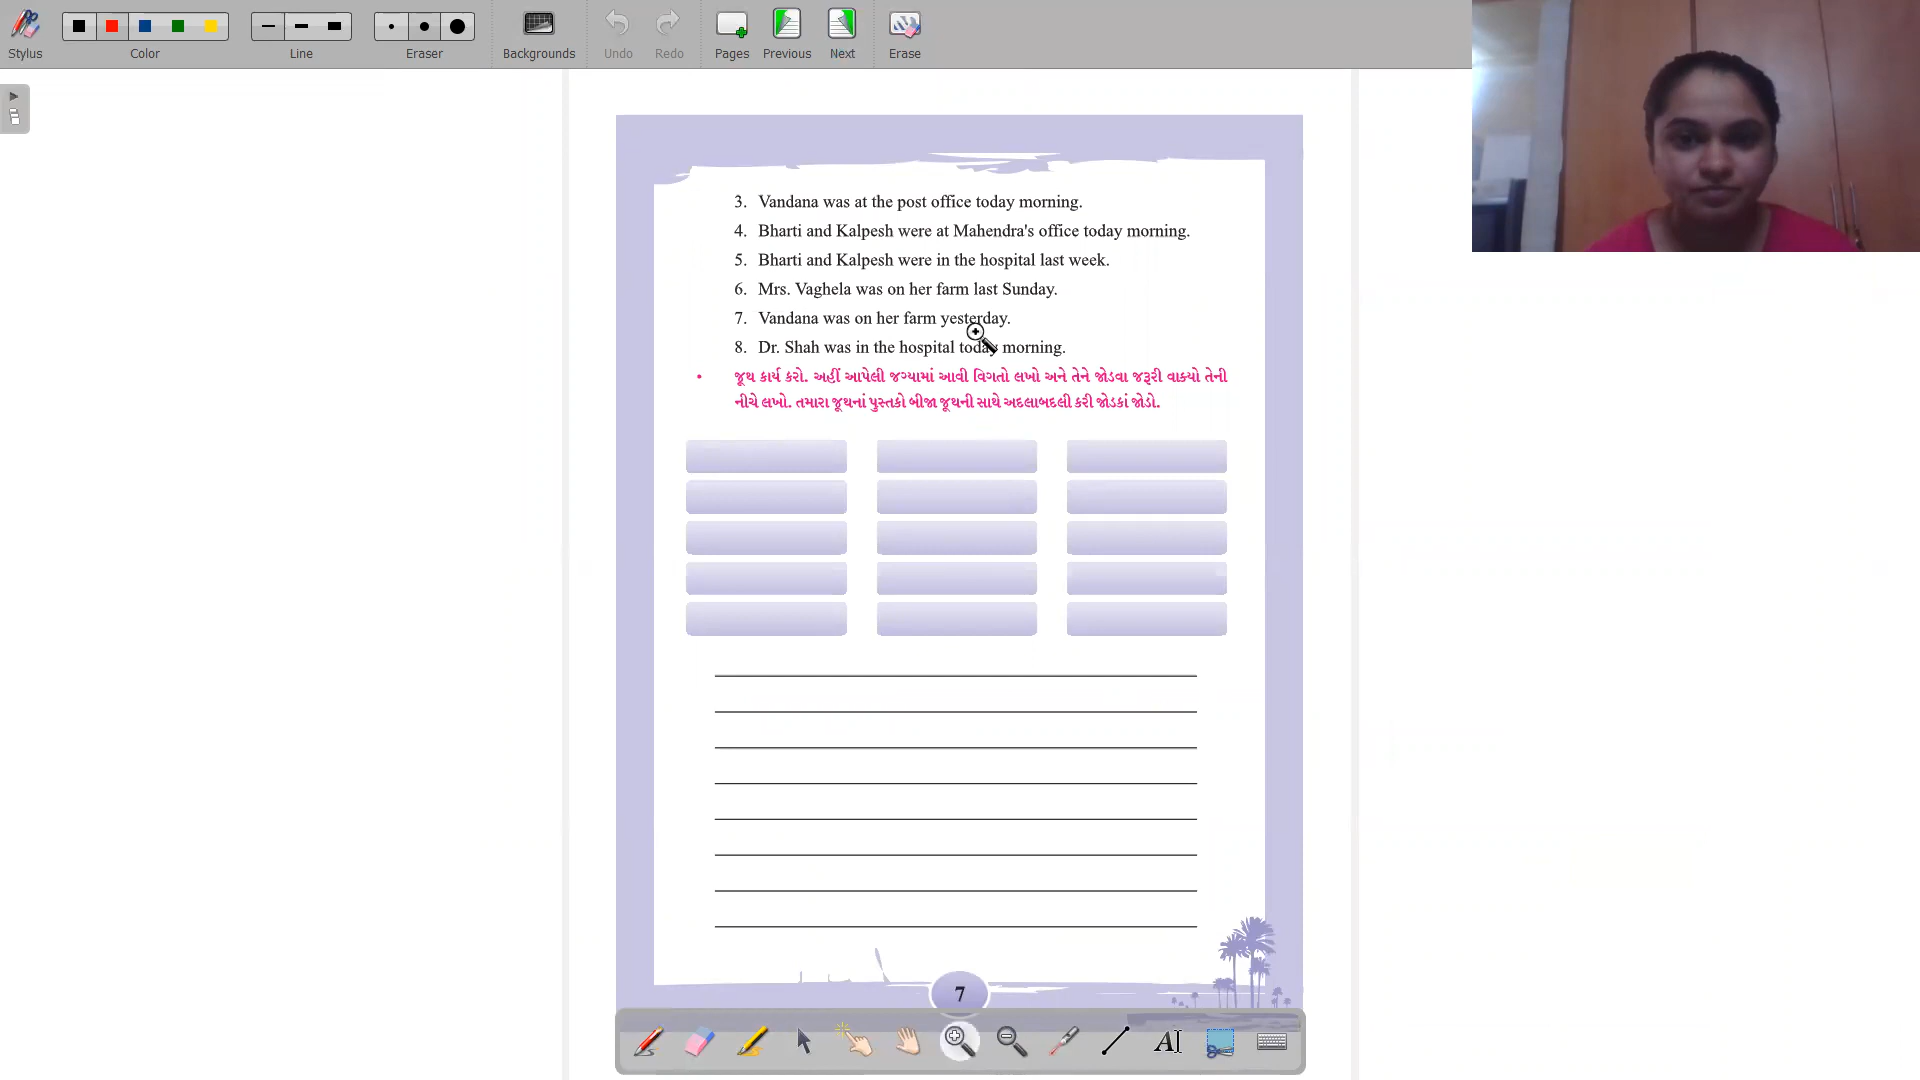 Stylus
Color
Line
Eraser
Backgrounds
Undo
Redo
Pages
Previous
Next
Erase
3. Vandana was at the post office today morning.
4. Bharti and Kalpesh were at Mahendra's office today morning.
5. Bharti and Kalpesh were in the hospital last week.
6. Mrs. Vaghela was on her farm last Sunday.
7. Vandana was on her farm yesterday.
8. Dr. Shah was in the hospital today morning.
• જૂથ કાર્ય કરો. અહીં આપેલી જગ્યામાં આવી વિગતો લખો અને તેને જોડવા જરૂરી વાક્યો તેની
નીચે લખો. તમારા જૂથનાં પુસ્તકો બીજા જૂથની સાથે અદલાબદલી કરી જોડકાં જોડો.
7